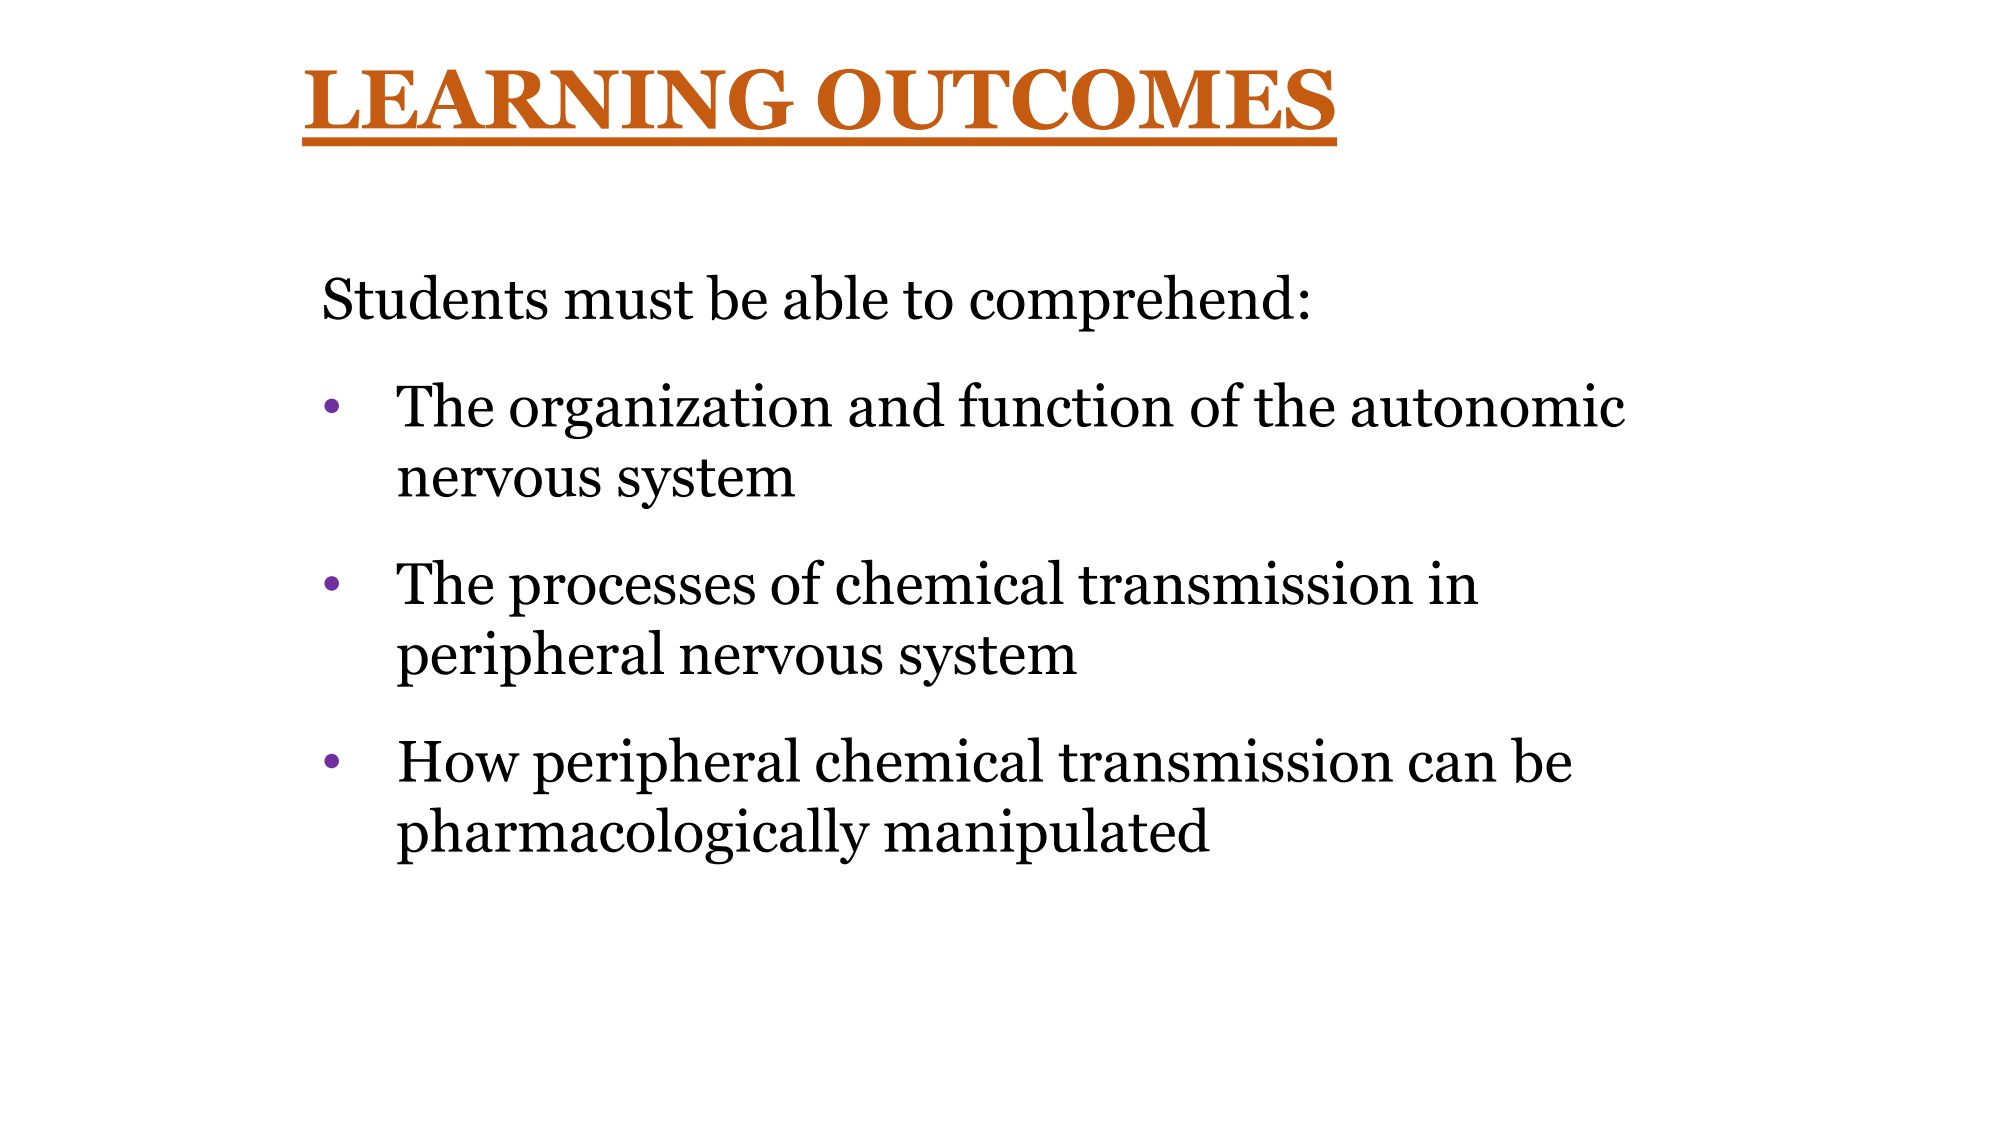 LEARNING OUTCOMES
Students must be able to comprehend:
• The organization and function of the autonomic
nervous system
• The processes of chemical transmission in
peripheral nervous system
• How peripheral chemical transmission can be
pharmacologically manipulated